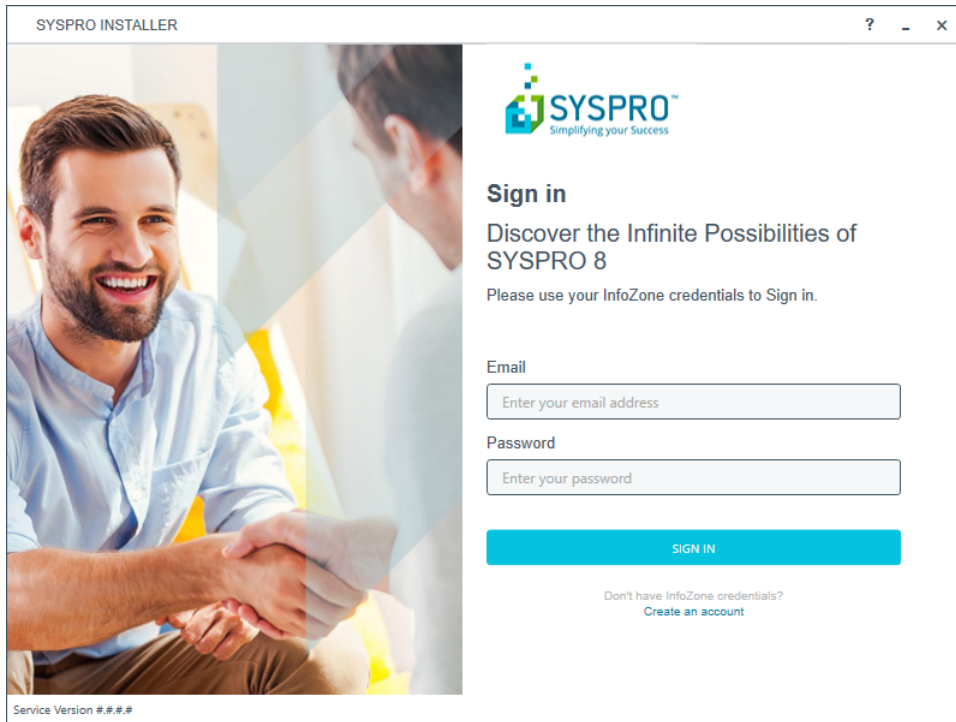 SYSPRO INSTALLER
?
SYSPRO™
Simplifying your Success
Sign in
Discover the Infinite Possibilities of
SYSPRO 8
Please use your InfoZone credentials to Sign in.
Email
Enter your email address
Password
Enter your password
SIGN IN
Don't have InfoZone credentials?
Create an account
Service Version #.#.#.#